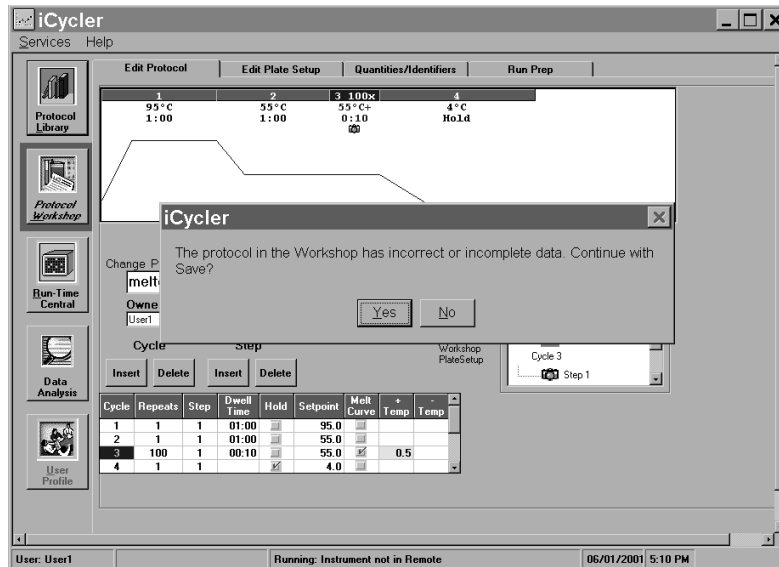 iCycler
Services Help
Edit Protocol Edit Plate Setup Quantities/Identifiers Run Prep
1 2 3 100x 4
95°C 55°C 55°C+ 4°C
1:00 1:00 0:10 Hold
Protocol
Library
Protocol
Workshop
Run-Time
Central
Data
Analysis
User
Profile
iCycler
The protocol in the Workshop has incorrect or incomplete data. Continue with
Save?
Yes No
Change P
melt
Owne
User1
Workshop
PlateSetup
Cycle 3
Step 1
Cycle Step
Insert Delete Insert Delete
Cycle Repeats Step Dwell Time Hold Setpoint Melt Curve + Temp - Temp
1 1 1 01:00 95.0
2 1 1 01:00 55.0
3 100 1 00:10 55.0 0.5
4 1 1 4.0
User: User1 Running: Instrument not in Remote 06/01/2001 5:10 PM